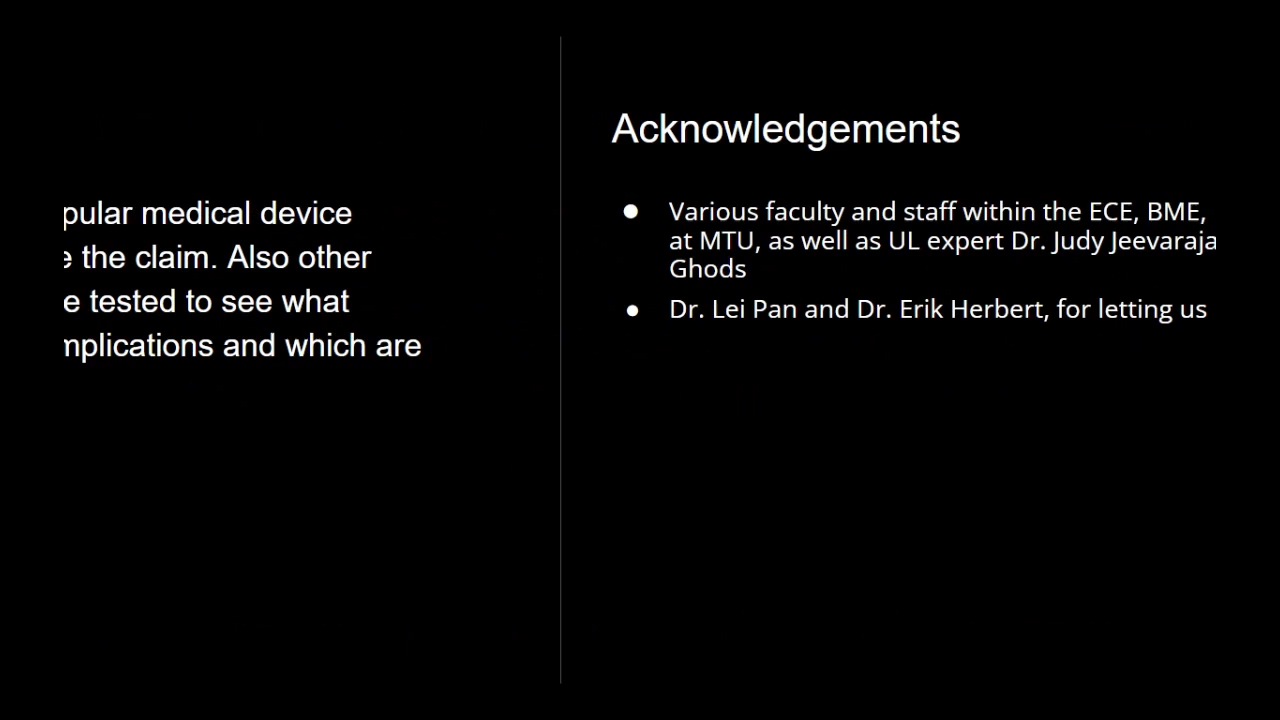 pular medical device
e the claim. Also other
e tested to see what
mplications and which are
Acknowledgements
● Various faculty and staff within the ECE, BME,
at MTU, as well as UL expert Dr. Judy Jeevaraja
Ghods
● Dr. Lei Pan and Dr. Erik Herbert, for letting us